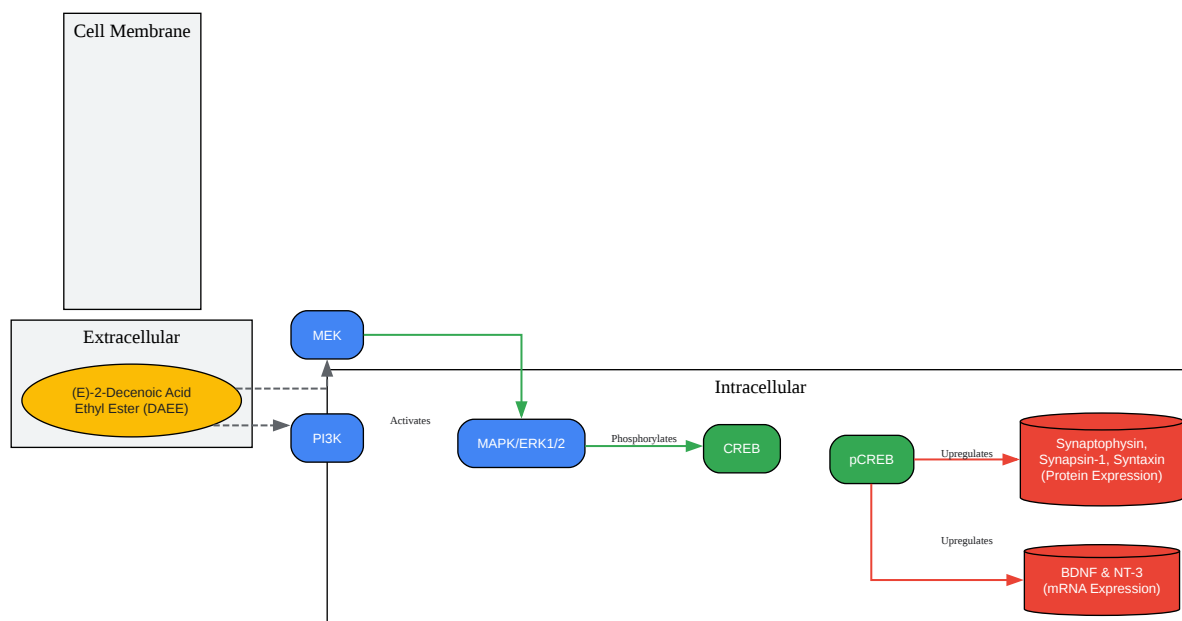 Cell Membrane
Extracellular
(E)-2-Decenoic Acid
Ethyl Ester (DAEE)
MEK
PI3K
Intracellular
Activates
MAPK/ERK1/2
Phosphorylates
CREB
pCREB
Upregulates
Synaptophysin,
Synapsin-1, Syntaxin
(Protein Expression)
Upregulates
BDNF & NT-3
(mRNA Expression)